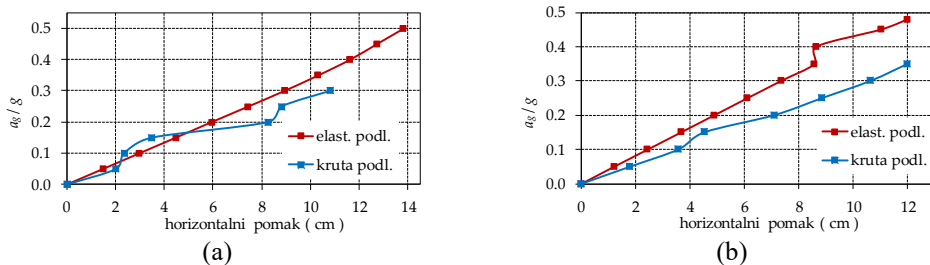 0.5
0.4
0.3
0.2
0.1
0.0
a_g / g
elast. podl.
kruta podl.
0 2 4 6 8 10 12 14
horizontalni pomak ( cm )
(a)
0.5
0.4
0.3
0.2
0.1
0.0
a_g / g
elast. podl.
kruta podl.
0 2 4 6 8 10 12
horizontalni pomak ( cm )
(b)